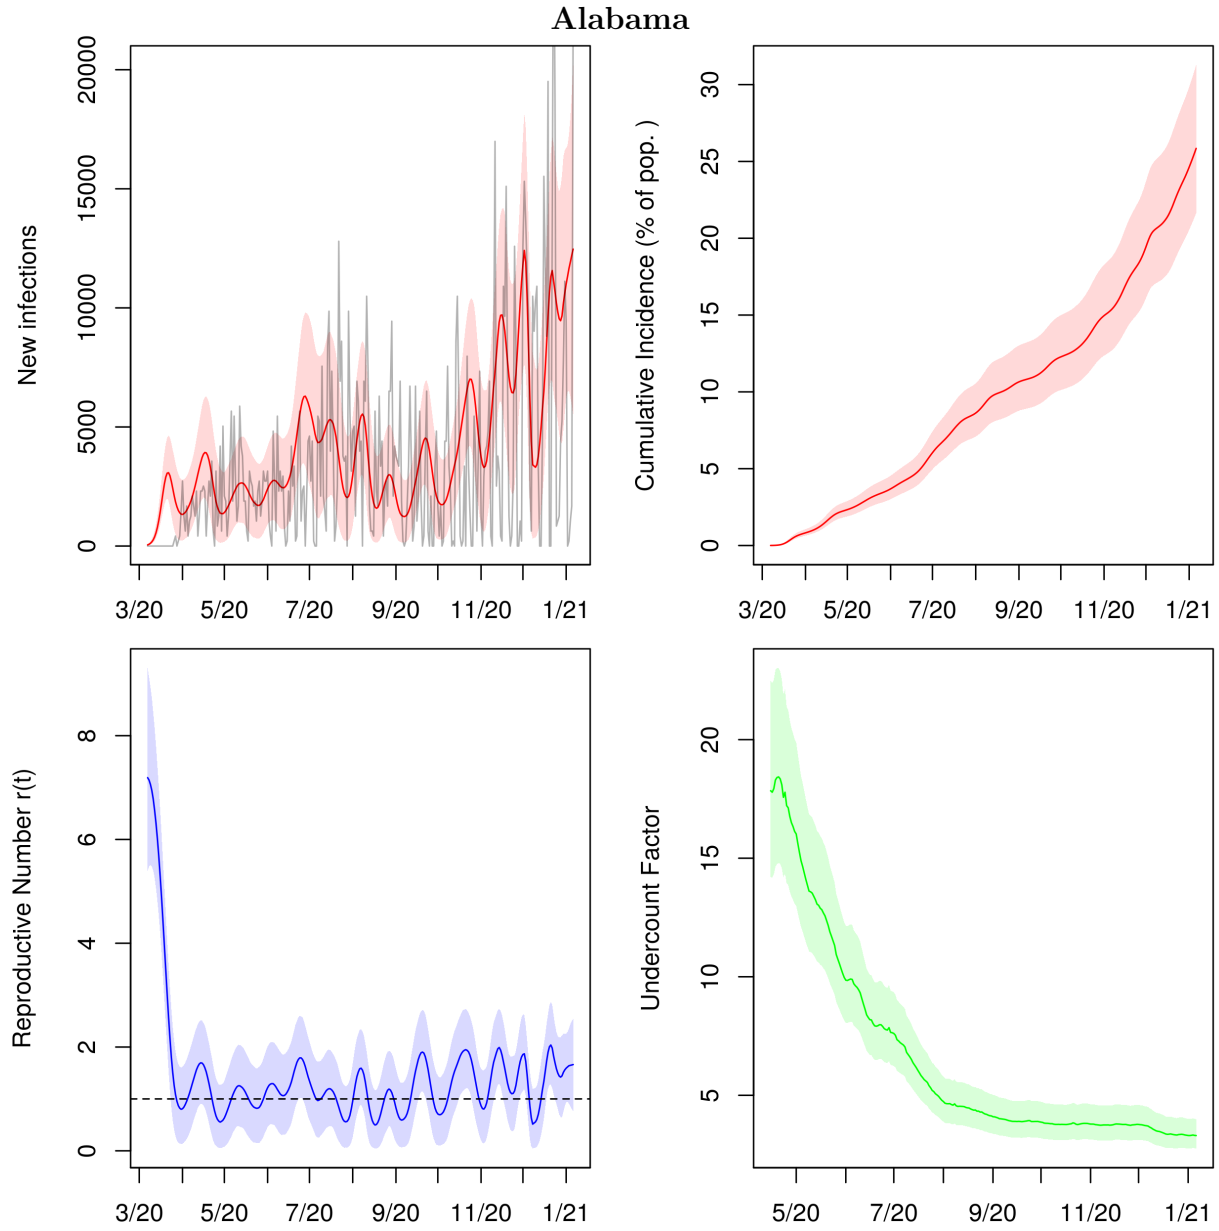 Alabama
New infections
20000
15000
10000
5000
0
3/20 5/20 7/20 9/20 11/20 1/21
Cumulative Incidence (% of pop. )
30
25
20
15
10
5
0
3/20 5/20 7/20 9/20 11/20 1/21
Reproductive Number r(t)
8
6
4
2
0
3/20 5/20 7/20 9/20 11/20 1/21
Undercount Factor
20
15
10
5
5/20 7/20 9/20 11/20 1/21